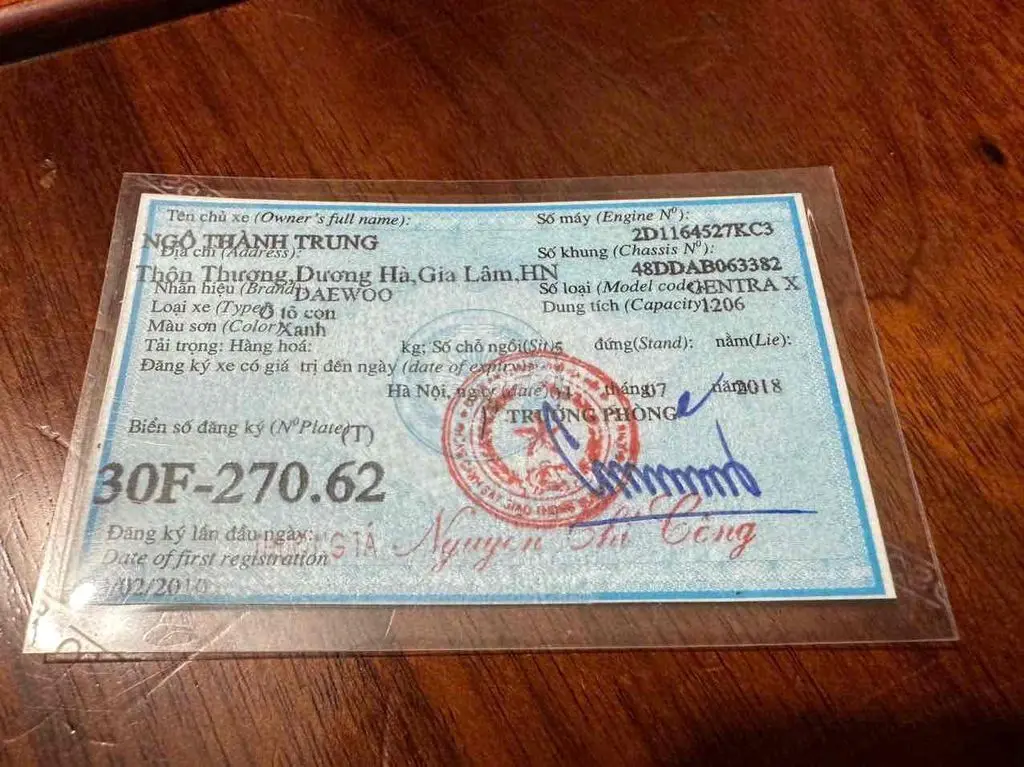 Tên chủ xe (Owner's full name):
NGÔ THÀNH TRUNG
Địa chỉ (Address):
Thôn Thượng,Dương Hà,Gia Lâm,HN
Nhãn hiệu (Brand) DAEWOO
Loại xe (Type) Ô tô con
Màu sơn (Color) Xanh
Số máy (Engine Nº):
2D1164527KC3
Số khung (Chassis Nº):
48DDAB063382
Số loại (Model code) GENTRA X
Dung tích (Capacity) 1206
Tải trọng: Hàng hoá: kg; Số chỗ ngồi(Sit) 5 đứng(Stand): nằm(Lie):
Đăng ký xe có giá trị đến ngày (date of expiry)
Hà Nội, ngày (date) tháng 07 năm 2018
TRƯỞNG PHÒNG
Biển số đăng ký (Nº Plate) (T)
30F-270.62
Đăng ký lần đầu ngày:
Date of first registration
TÁ Nguyễn Công